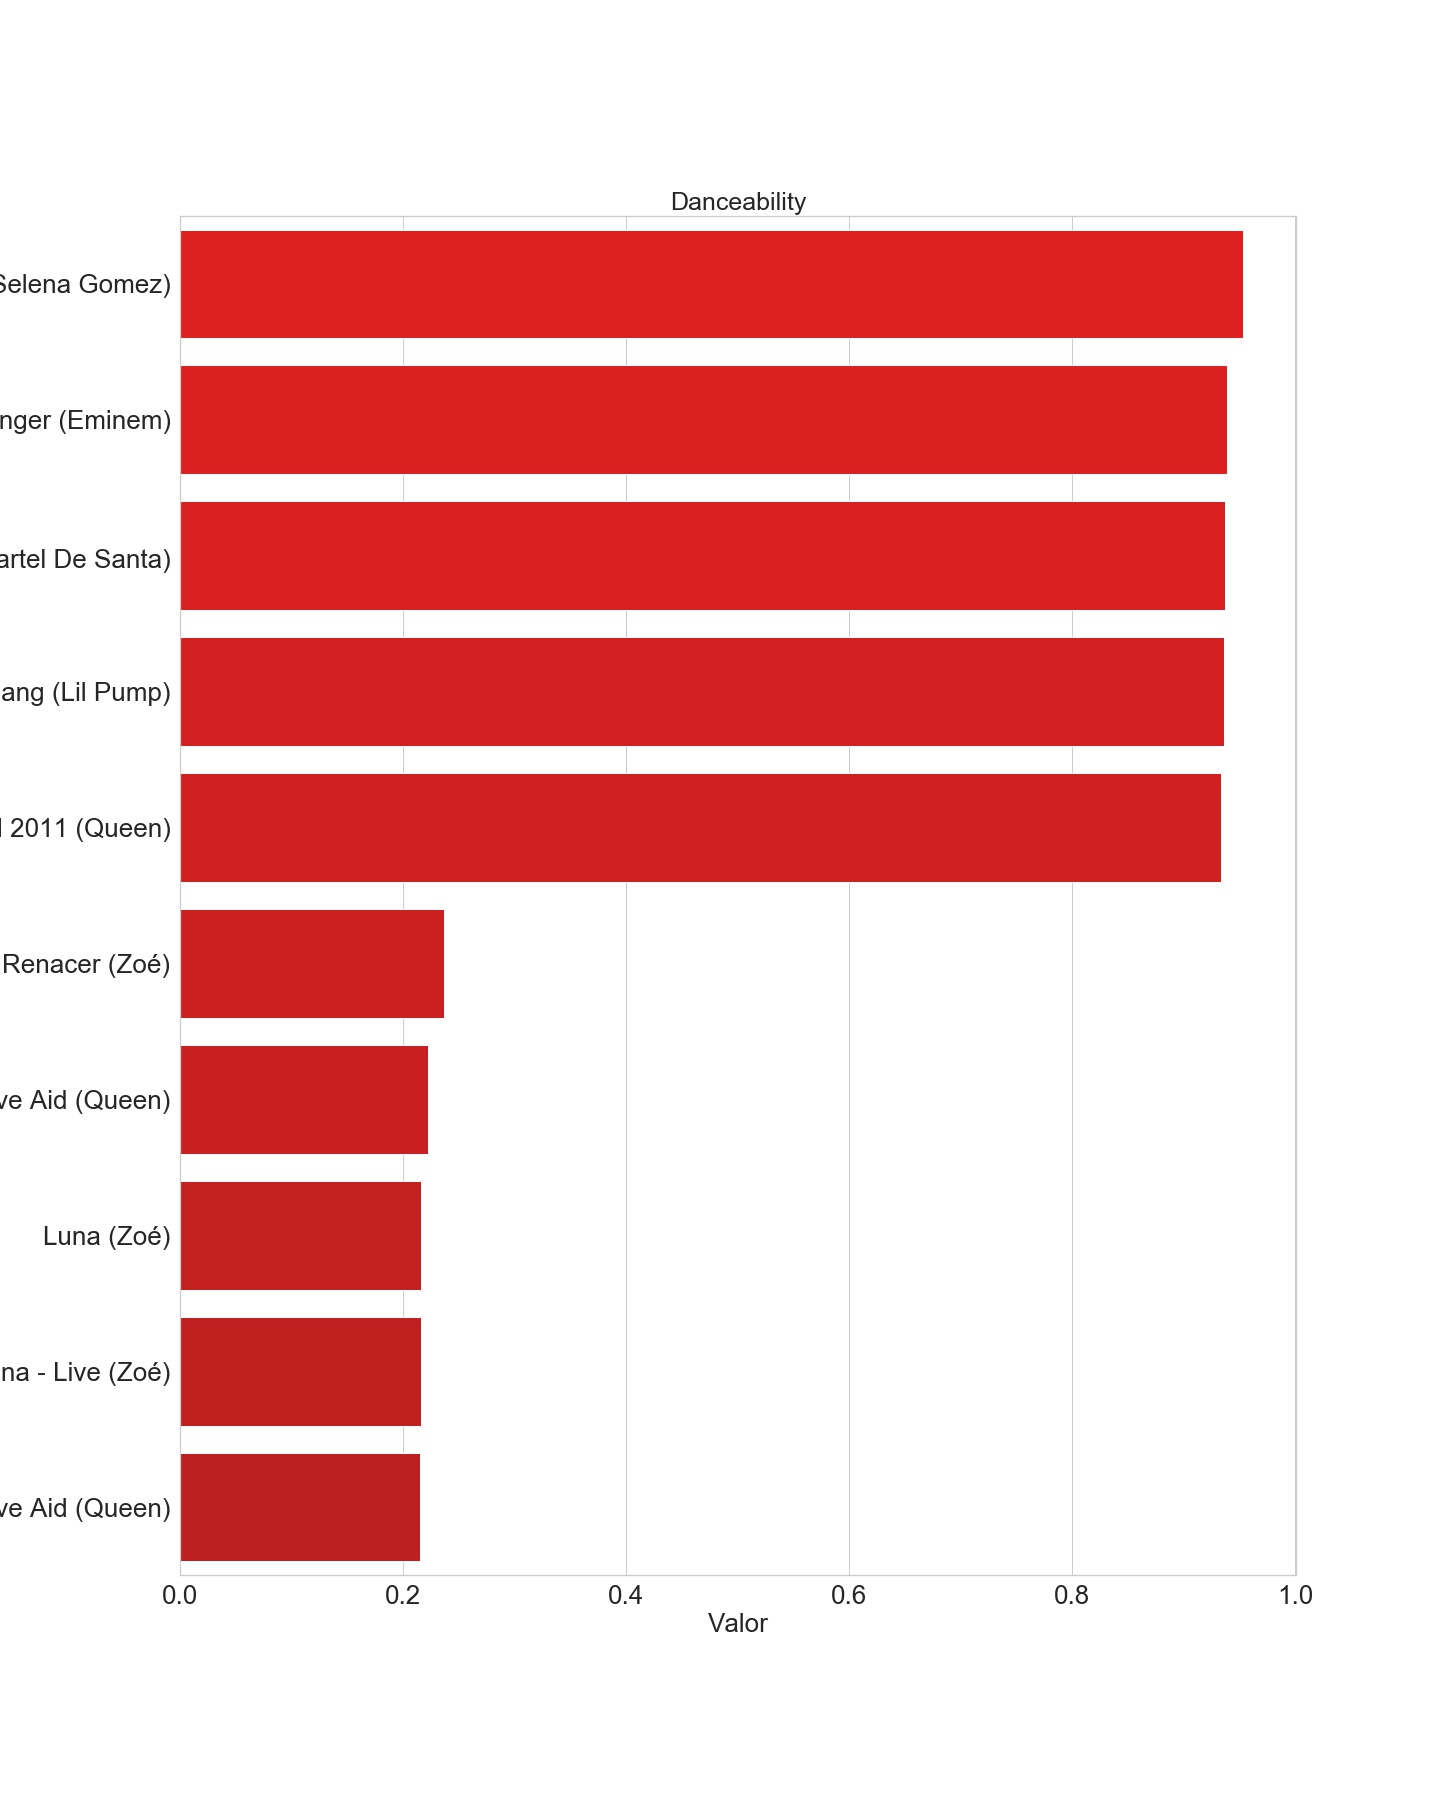 Danceability
Selena Gomez)
nger (Eminem)
artel De Santa)
ang (Lil Pump)
2011 (Queen)
Renacer (Zoé)
ve Aid (Queen)
Luna (Zoé)
na - Live (Zoé)
ve Aid (Queen)
0.0 0.2 0.4 0.6 0.8 1.0
Valor